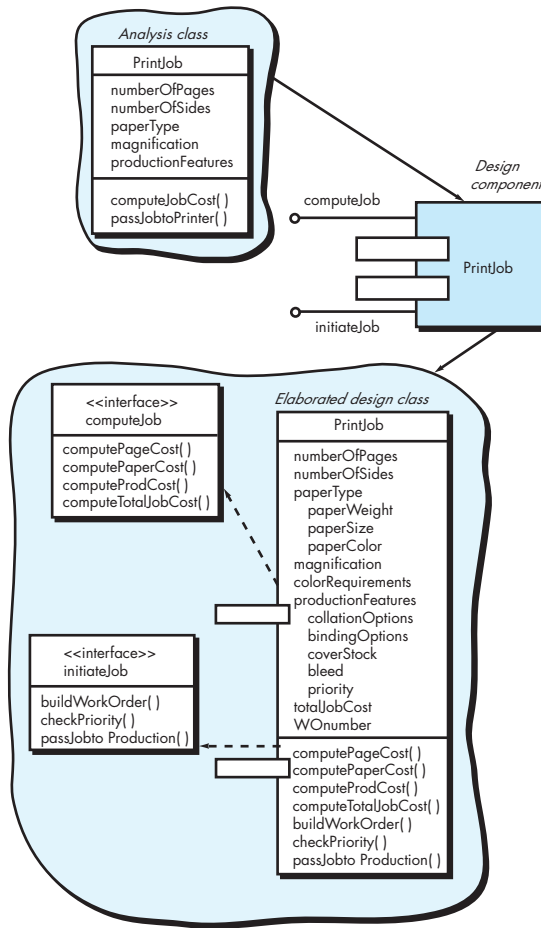 Analysis class
PrintJob
numberOfPages
numberOfSides
paperType
magnification
productionFeatures
computeJobCost( )
passJobtoPrinter( )
Design
component
computeJob
PrintJob
initiateJob
<<interface>>
computeJob
computePageCost( )
computePaperCost( )
computeProdCost( )
computeTotalJobCost( )
Elaborated design class
PrintJob
numberOfPages
numberOfSides
paperType
paperWeight
paperSize
paperColor
magnification
colorRequirements
productionFeatures
collationOptions
bindingOptions
coverStock
bleed
priority
totalJobCost
WOnumber
<<interface>>
initiateJob
buildWorkOrder( )
checkPriority( )
passJobto Production( )
computePageCost( )
computePaperCost( )
computeProdCost( )
computeTotalJobCost( )
buildWorkOrder( )
checkPriority( )
passJobto Production( )